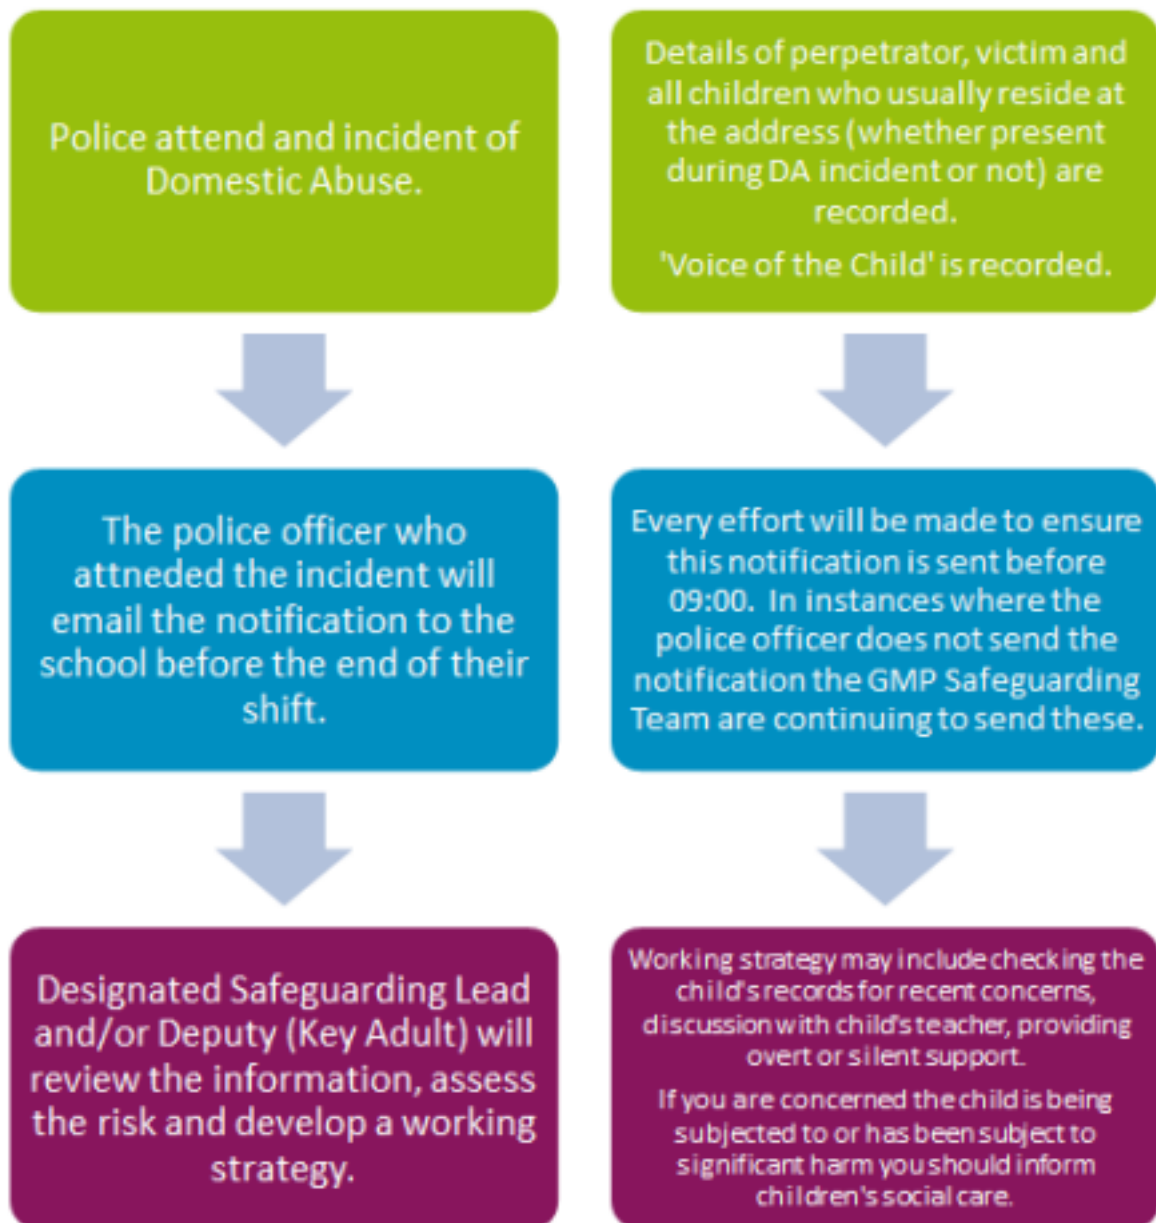 Police attend and incident of
Domestic Abuse.
Details of perpetrator, victim and
all children who usually reside at
the address (whether present
during DA incident or not) are
recorded.
'Voice of the Child' is recorded.
The police officer who
attneded the incident will
email the notification to the
school before the end of their
shift.
Every effort will be made to ensure
this notification is sent before
09:00. In instances where the
police officer does not send the
notification the GMP Safeguarding
Team are continuing to send these.
Designated Safeguarding Lead
and/or Deputy (Key Adult) will
review the information, assess
the risk and develop a working
strategy.
Working strategy may include checking the
child's records for recent concerns,
discussion with child's teacher, providing
overt or silent support.
If you are concerned the child is being
subjected to or has been subject to
significant harm you should inform
children's social care.